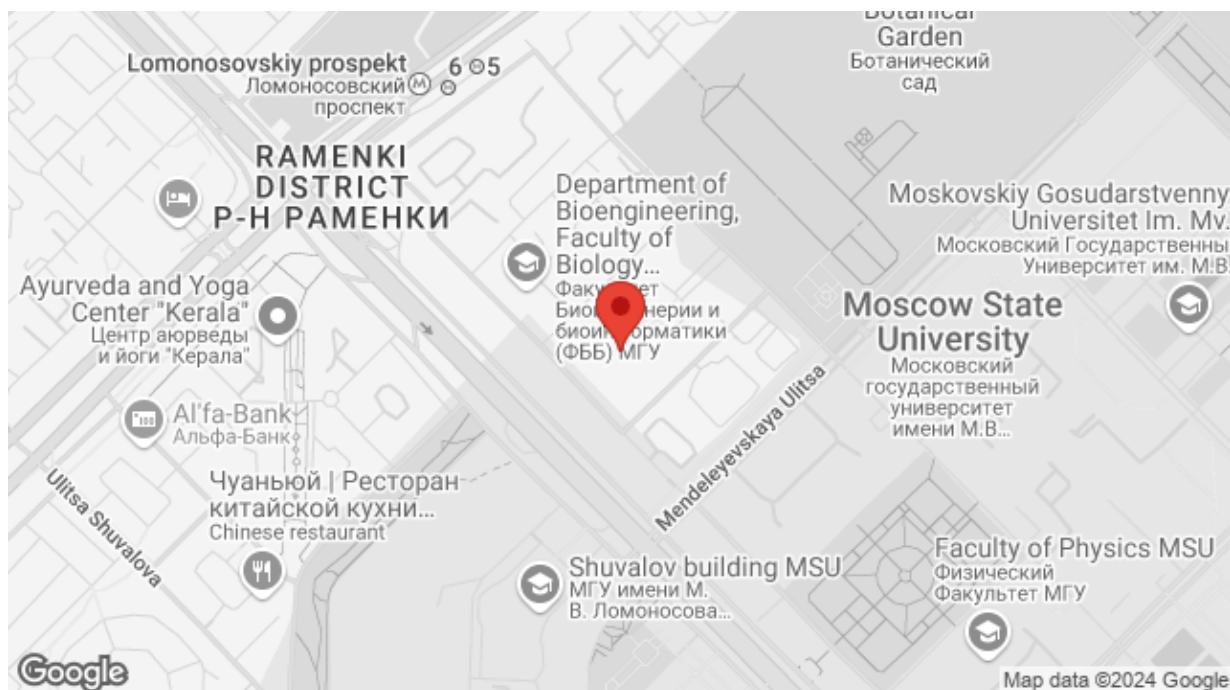 Botanical
Garden
Ботанический
сад
Lomonosovskiy prospekt
6 5
Ломоносовский
M
проспект
RAMENKI
DISTRICT
Р-Н РАМЕНКИ
Department of
Bioengineering,
Faculty of
Biology...
Факультет
Биоинженерии и
биоинформатики
(ФББ) МГУ
Moskovskiy Gosudarstvenny
Universitet Im. Mv.
Московский Государственны
Университет им. М.В.
Ayurveda and Yoga
Center "Kerala"
Центр аюрведы
и йоги "Керала"
Moscow State
University
Московский
государственный
университет
имени М.В...
Al'fa-Bank
Альфа-Банк
Mendeleyevskaya Ulitsa
Ulitsa Shuvalova
Чуаньюй | Ресторан
китайской кухни...
Chinese restaurant
Shuvalov building MSU
МГУ имени М.
В. Ломоносова...
Faculty of Physics MSU
Физический
Факультет МГУ
Google
Map data ©2024 Google